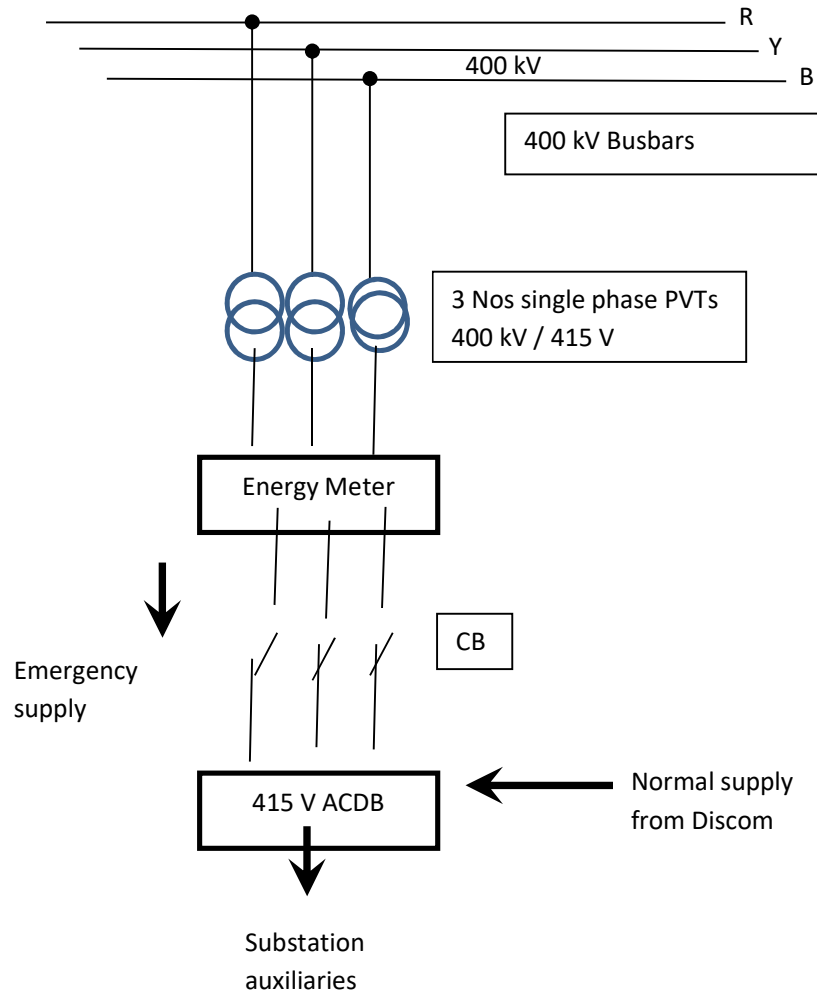 R
Y
400 kV
B
400 kV Busbars
3 Nos single phase PVTs
400 kV / 415 V
Energy Meter
CB
Emergency
supply
415 V ACDB
Normal supply
from Discom
Substation
auxiliaries